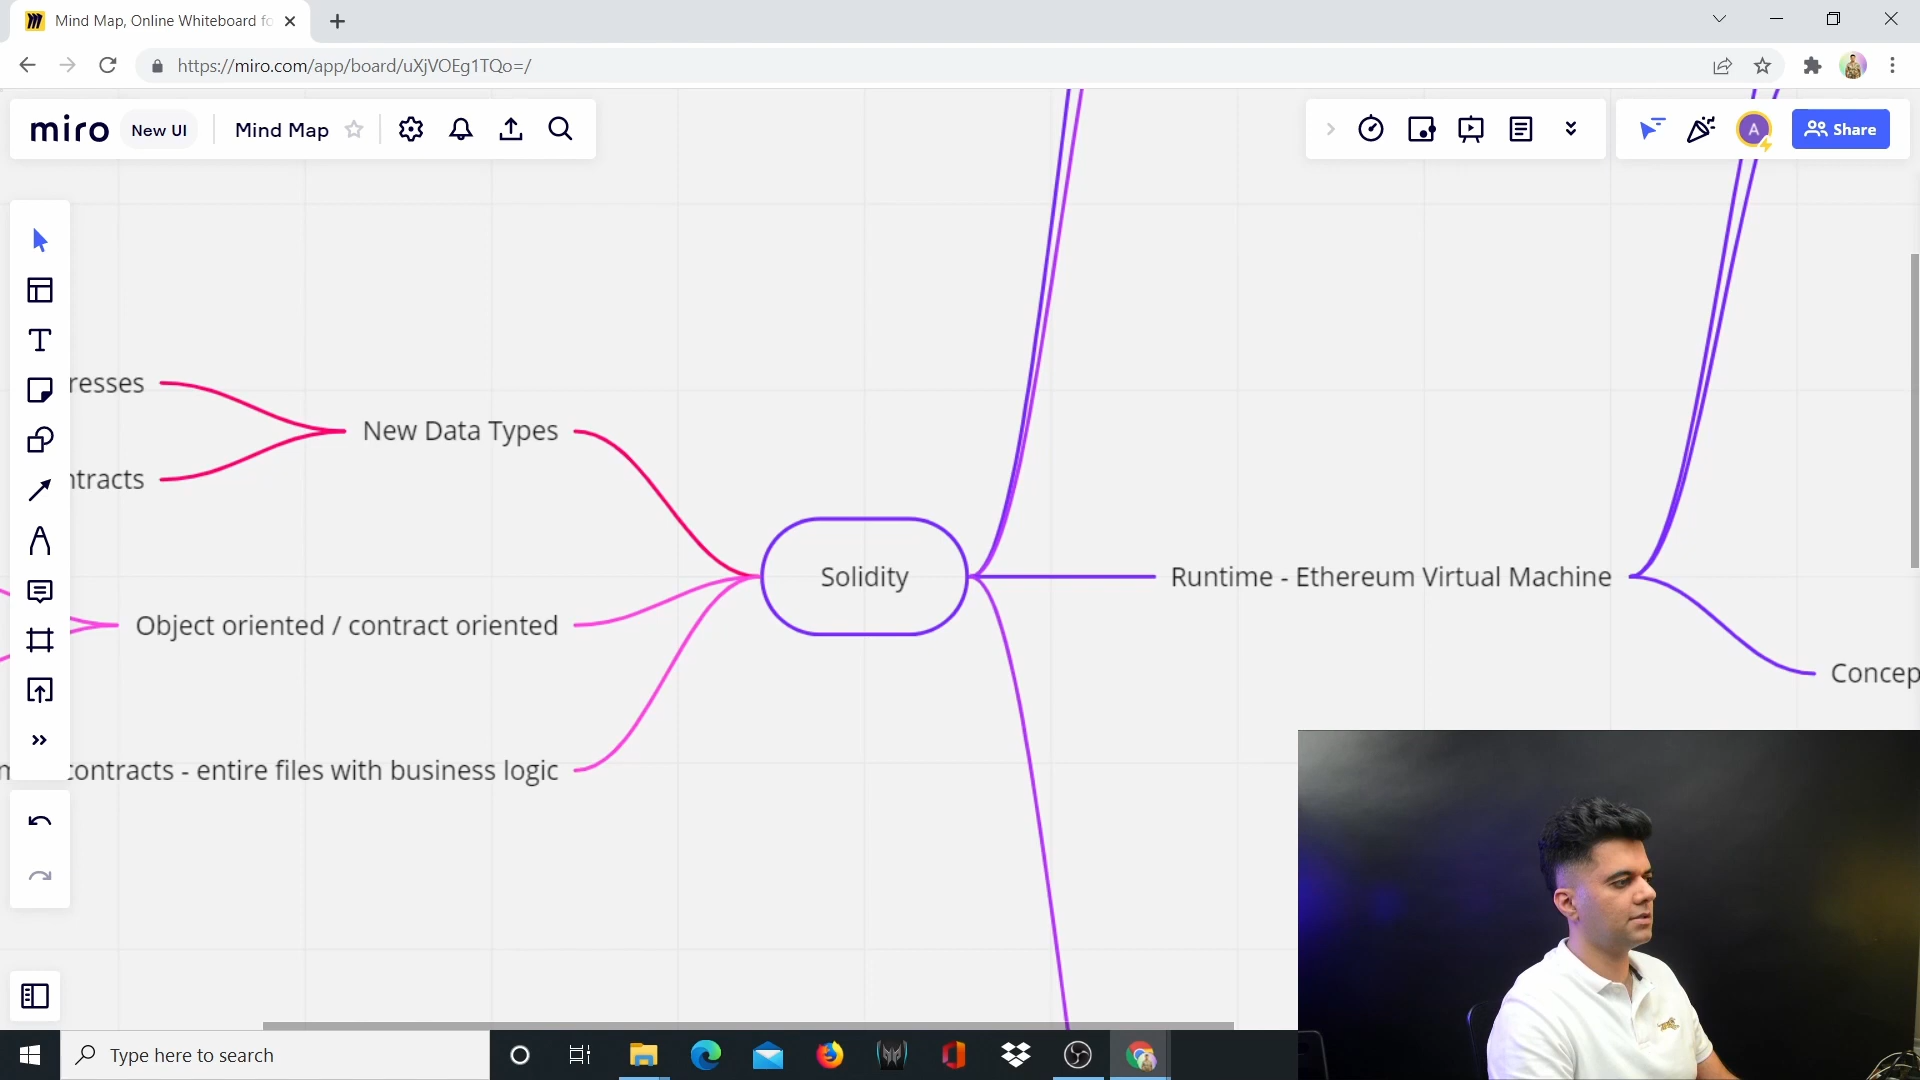 Mind Map, Online Whiteboard fo
https://miro.com/app/board/uXjVOEg1TQo=/
miro
New UI
Mind Map
A
Share
resses
New Data Types
ntracts
Solidity
Runtime - Ethereum Virtual Machine
Object oriented / contract oriented
Concep
contracts - entire files with business logic
Type here to search